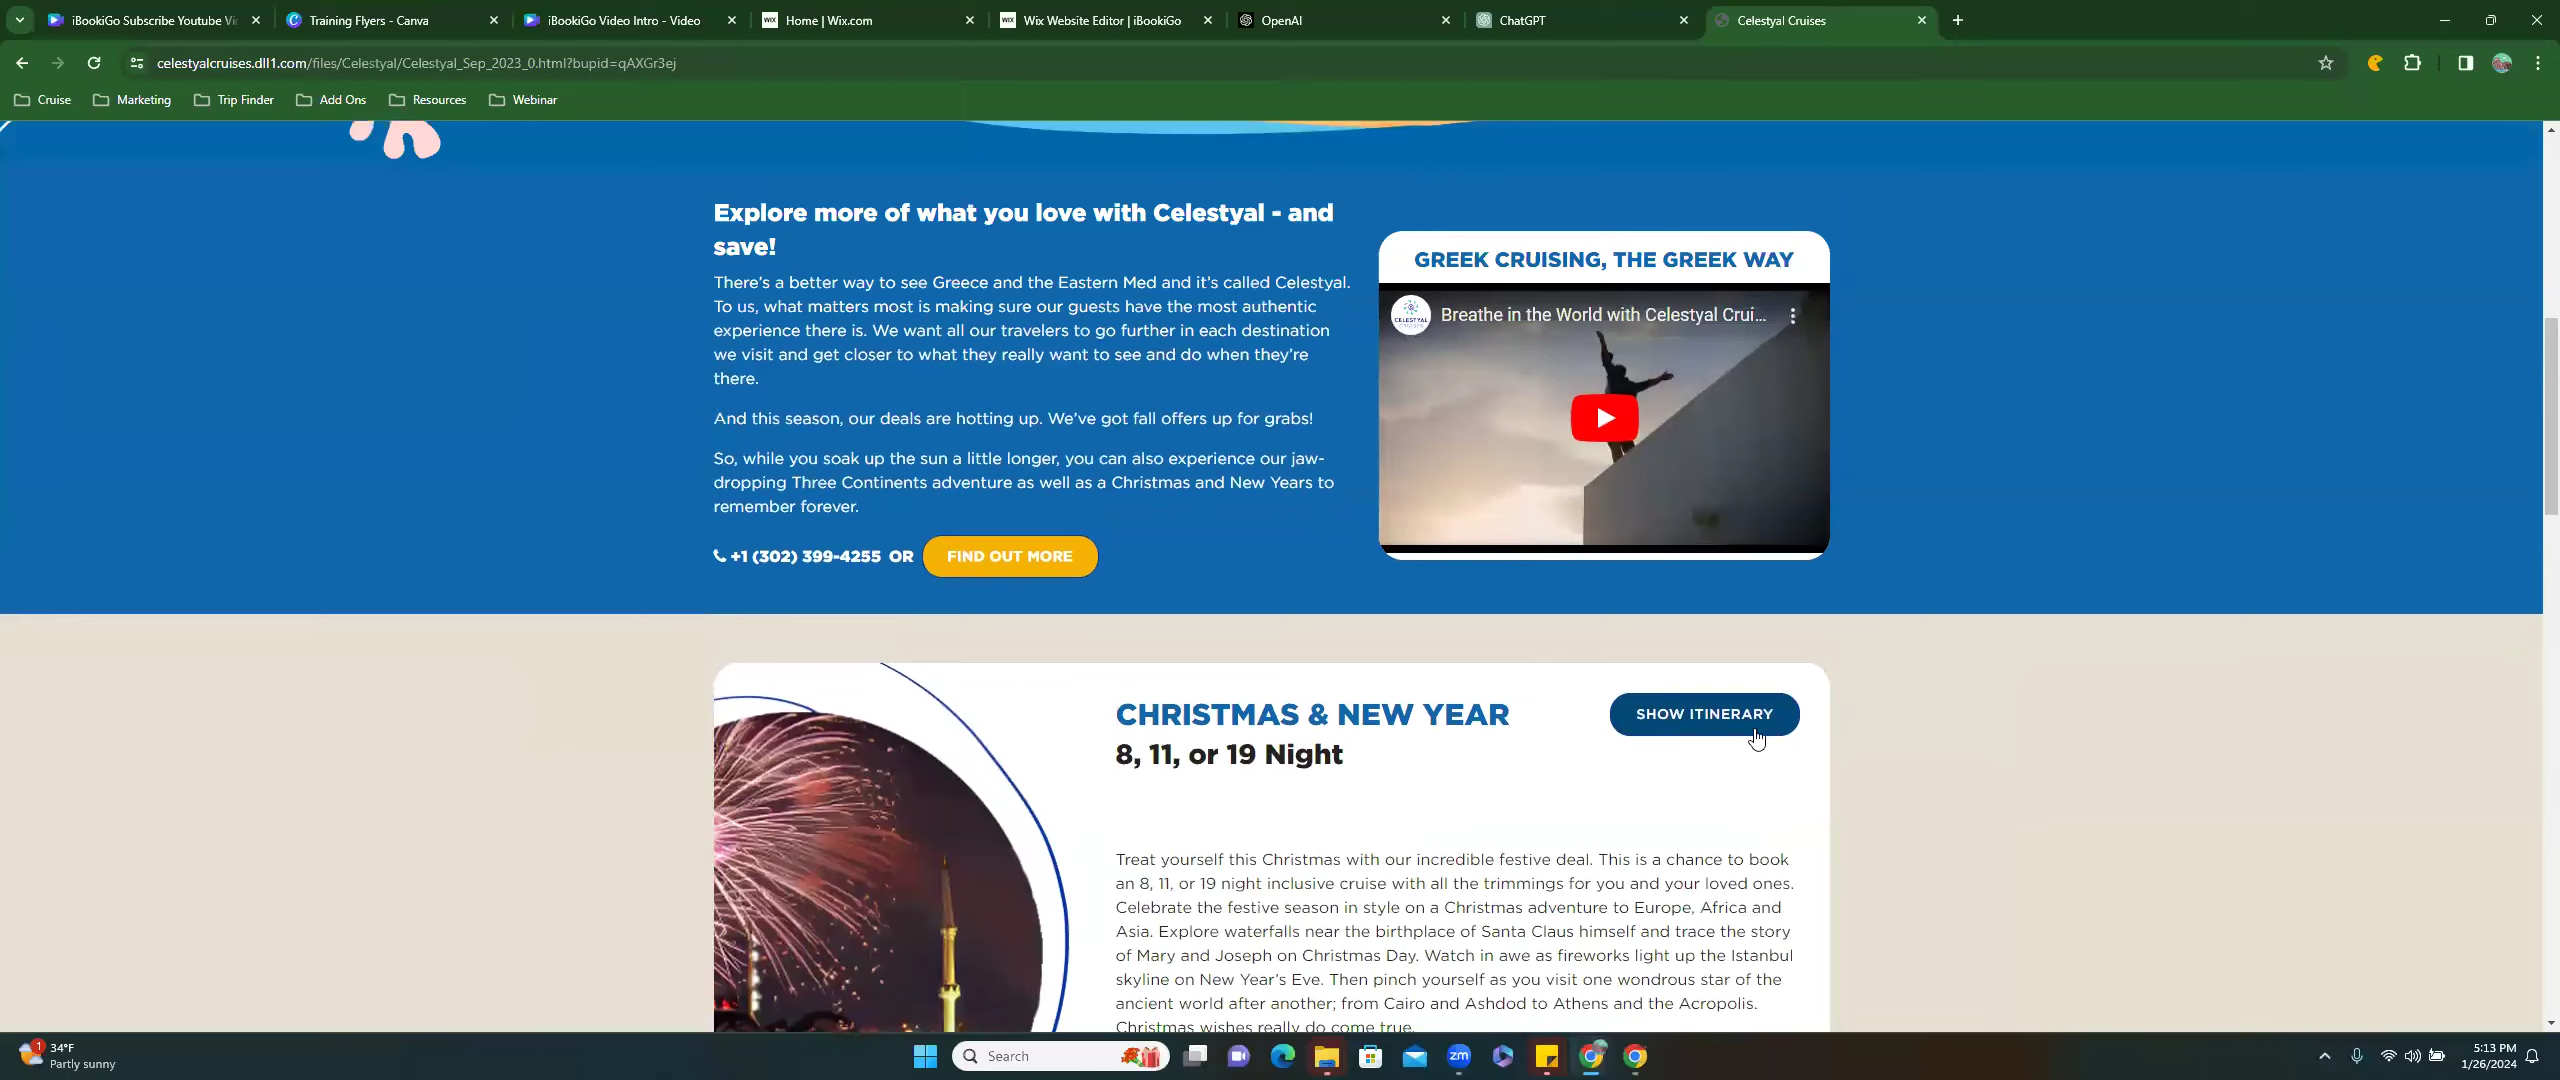 iBookiGo Subscribe Youtube Vi
Training Flyers - Canva
iBookiGo Video Intro - Video
Home | Wix.com
Wix Website Editor | iBookiGo
OpenAI
ChatGPT
Celestyal Cruises
celestyalcruises.dll1.com/files/Celestyal/Celestyal_Sep_2023_0.html?bupid=qAXGr3ej
Cruise
Marketing
Trip Finder
Add Ons
Resources
Webinar
Explore more of what you love with Celestyal - and
save!
There's a better way to see Greece and the Eastern Med and it's called Celestyal.
To us, what matters most is making sure our guests have the most authentic
experience there is. We want all our travelers to go further in each destination
we visit and get closer to what they really want to see and do when they're
there.
And this season, our deals are hotting up. We've got fall offers up for grabs!
So, while you soak up the sun a little longer, you can also experience our jaw-
dropping Three Continents adventure as well as a Christmas and New Years to
remember forever.
+1 (302) 399-4255 OR FIND OUT MORE
GREEK CRUISING, THE GREEK WAY
CELESTYAL
CRUISES
Breathe in the World with Celestyal Crui...
CHRISTMAS & NEW YEAR
8, 11, or 19 Night
SHOW ITINERARY
Treat yourself this Christmas with our incredible festive deal. This is a chance to book
an 8, 11, or 19 night inclusive cruise with all the trimmings for you and your loved ones.
Celebrate the festive season in style on a Christmas adventure to Europe, Africa and
Asia. Explore waterfalls near the birthplace of Santa Claus himself and trace the story
of Mary and Joseph on Christmas Day. Watch in awe as fireworks light up the Istanbul
skyline on New Year's Eve. Then pinch yourself as you visit one wondrous star of the
ancient world after another; from Cairo and Ashdod to Athens and the Acropolis.
Christmas wishes really do come true.
1
34°F
Partly sunny
Search
zm
5:13 PM
1/26/2024